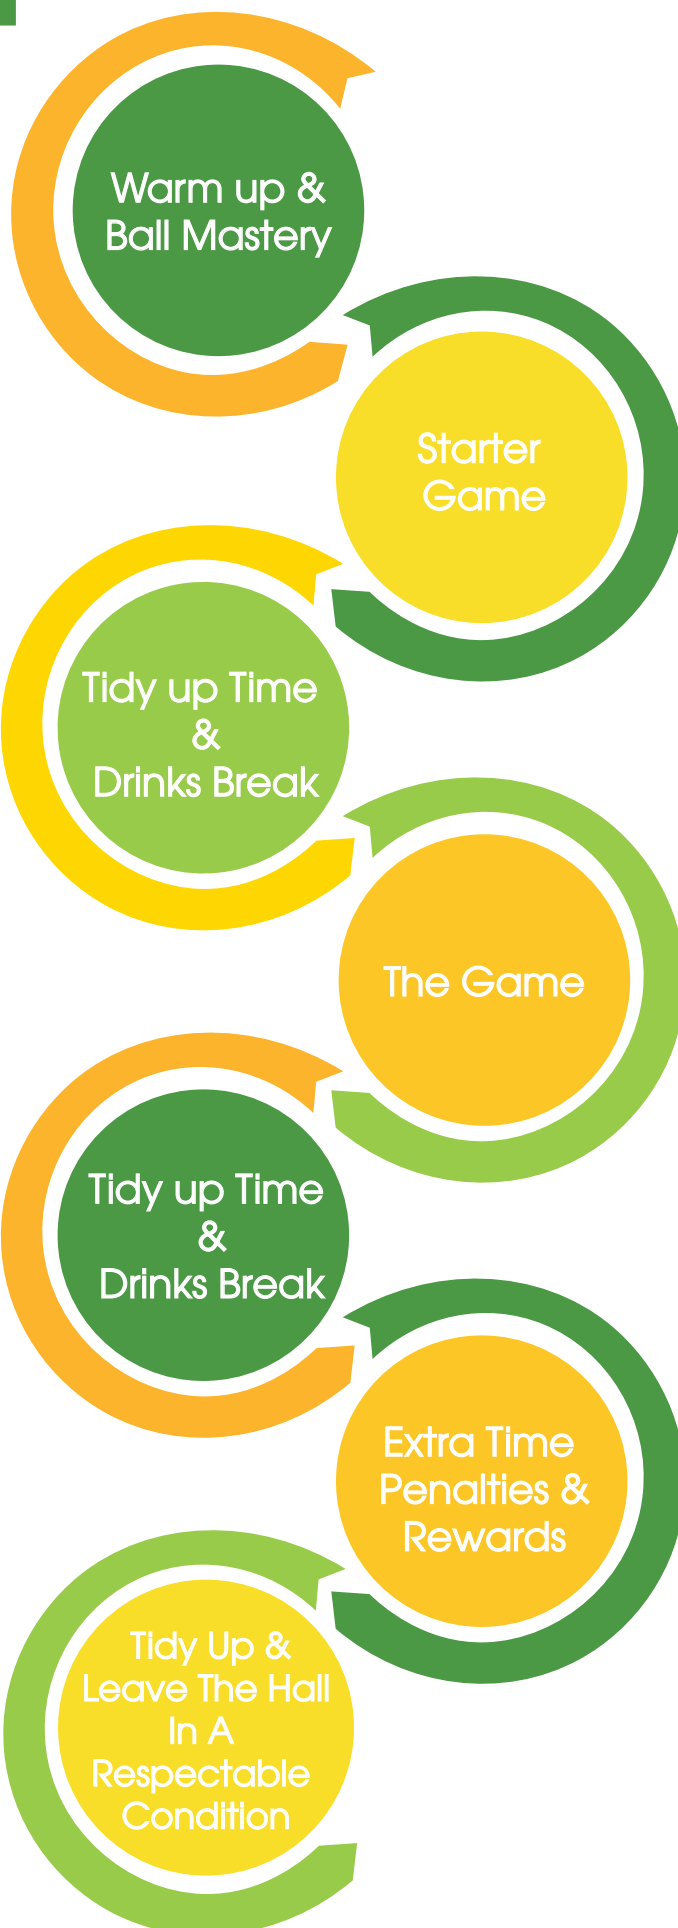 Warm up &
Ball Mastery
Starter
Game
Tidy up Time
&
Drinks Break
The Game
Tidy up Time
&
Drinks Break
Extra Time
Penalties &
Rewards
Tidy Up &
Leave The Hall
In A
Respectable
Condition